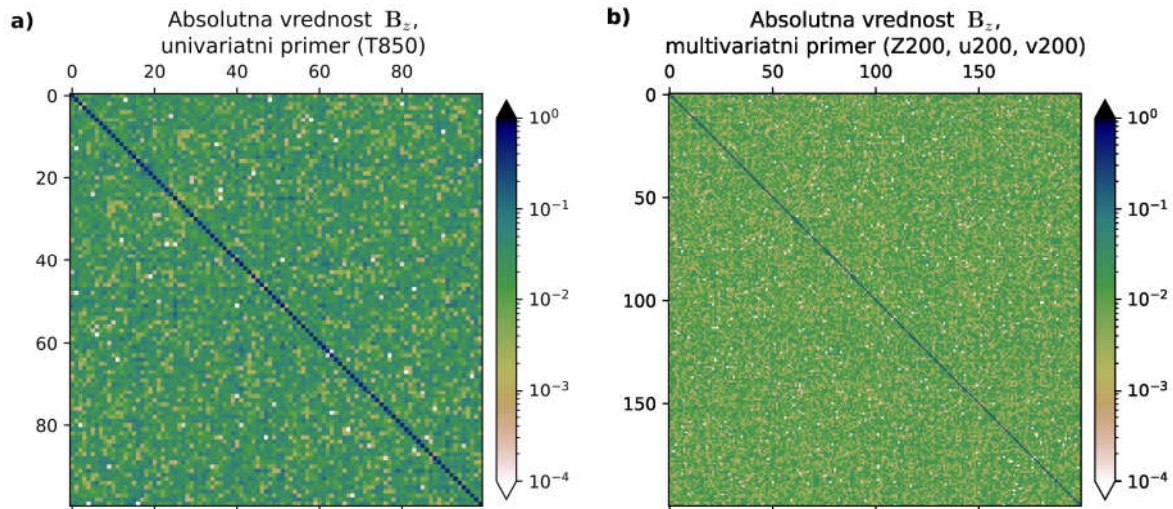 a)
Absolutna vrednost B_z,
univariatni primer (T850)
0 20 40 60 80
0
20
40
60
80
10^0
10^{-1}
10^{-2}
10^{-3}
10^{-4}
b)
Absolutna vrednost B_z,
multivariatni primer (Z200, u200, v200)
0 50 100 150
0
50
100
150
10^0
10^{-1}
10^{-2}
10^{-3}
10^{-4}